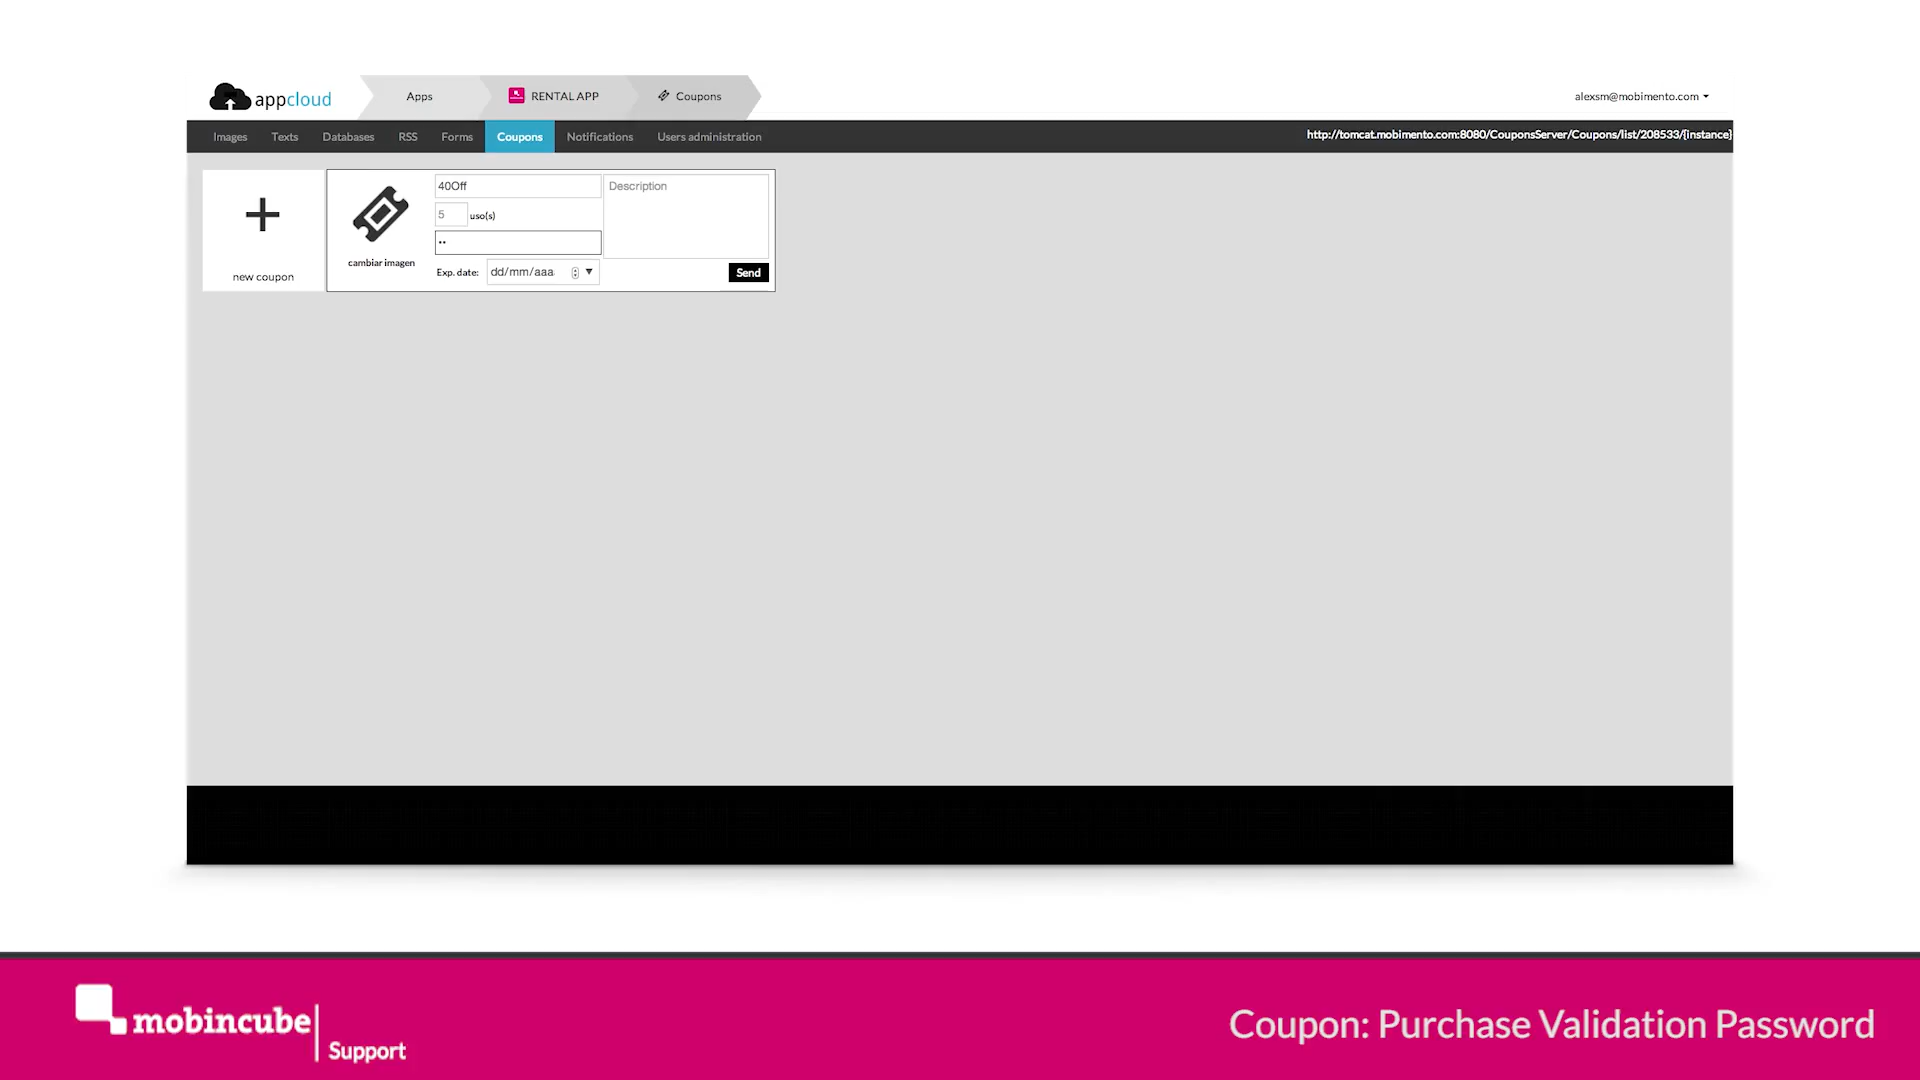 appcloud
Apps
RENTAL APP
Coupons
alexsm@mobimento.com
Images
Texts
Databases
RSS
Forms
Coupons
Notifications
Users administration
http://tomcat.mobimento.com:8080/CouponsServer/Coupons/list/208533/{instance}
new coupon
cambiar imagen
40Off
5 uso(s)
••
Exp. date: dd/mm/aaa
Description
Send
mobincube
Support
Coupon: Purchase Validation Password